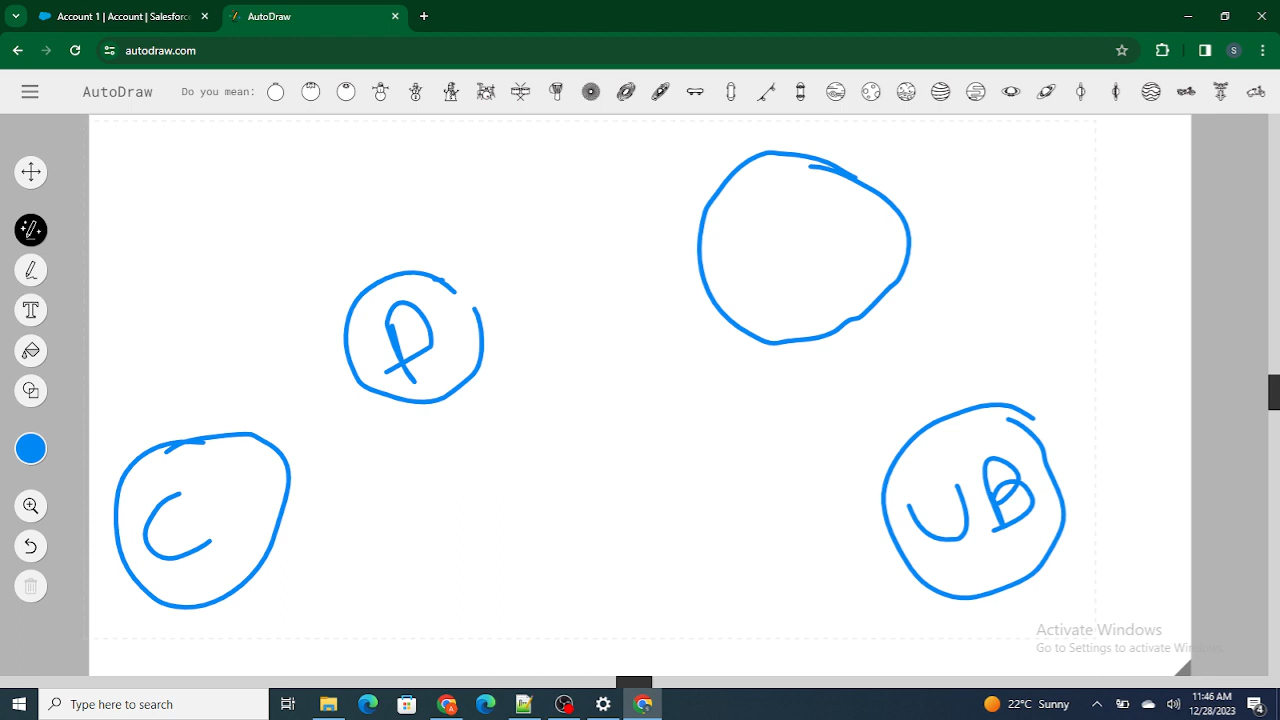 Account 1 | Account | Salesforce
AutoDraw
autodraw.com
S
AutoDraw
Do you mean:
P
C
UB
Activate Windows
Go to Settings to activate Windows.
Type here to search
22°C Sunny
11:46 AM
12/28/2023
4